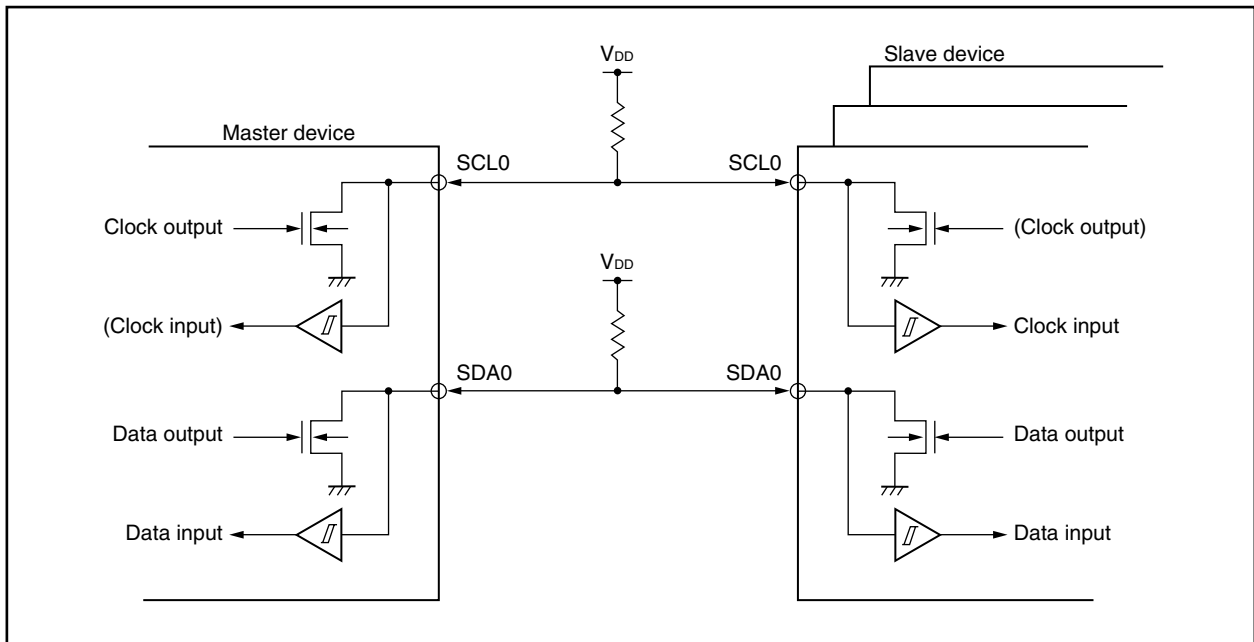 VDD
Slave device
Master device
SCL0
SCL0
Clock output
(Clock output)
VDD
(Clock input)
Clock input
SDA0
SDA0
Data output
Data output
Data input
Data input